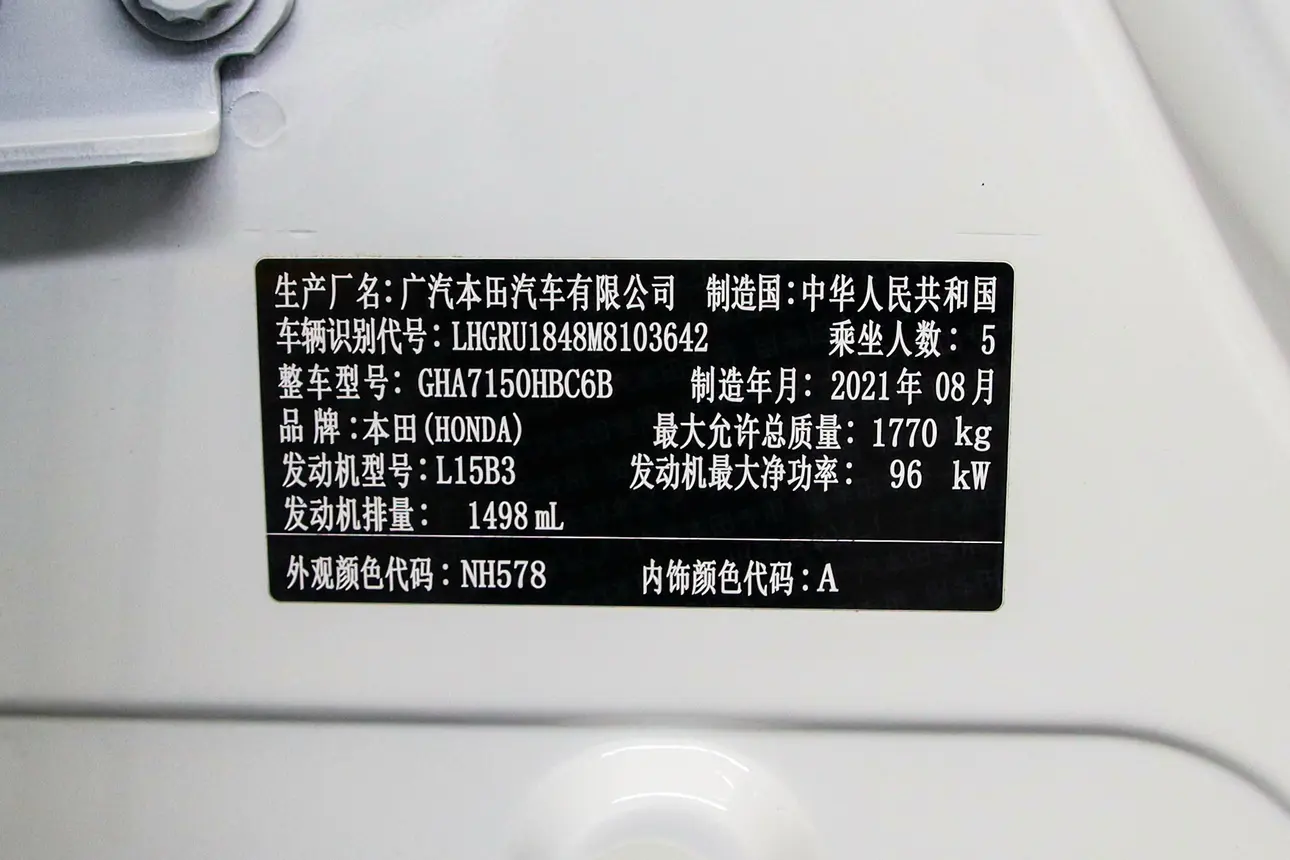 生产厂名：广汽本田汽车有限公司 制造国：中华人民共和国
车辆识别代号：LHGRU1848M8103642 乘坐人数：5
整车型号：GHA7150HBC6B 制造年月：2021年 08月
品 牌：本田(HONDA) 最大允许总质量：1770 kg
发动机型号：L15B3 发动机最大净功率：96 kW
发动机排量：1498 mL
外观颜色代码：NH578 内饰颜色代码：A